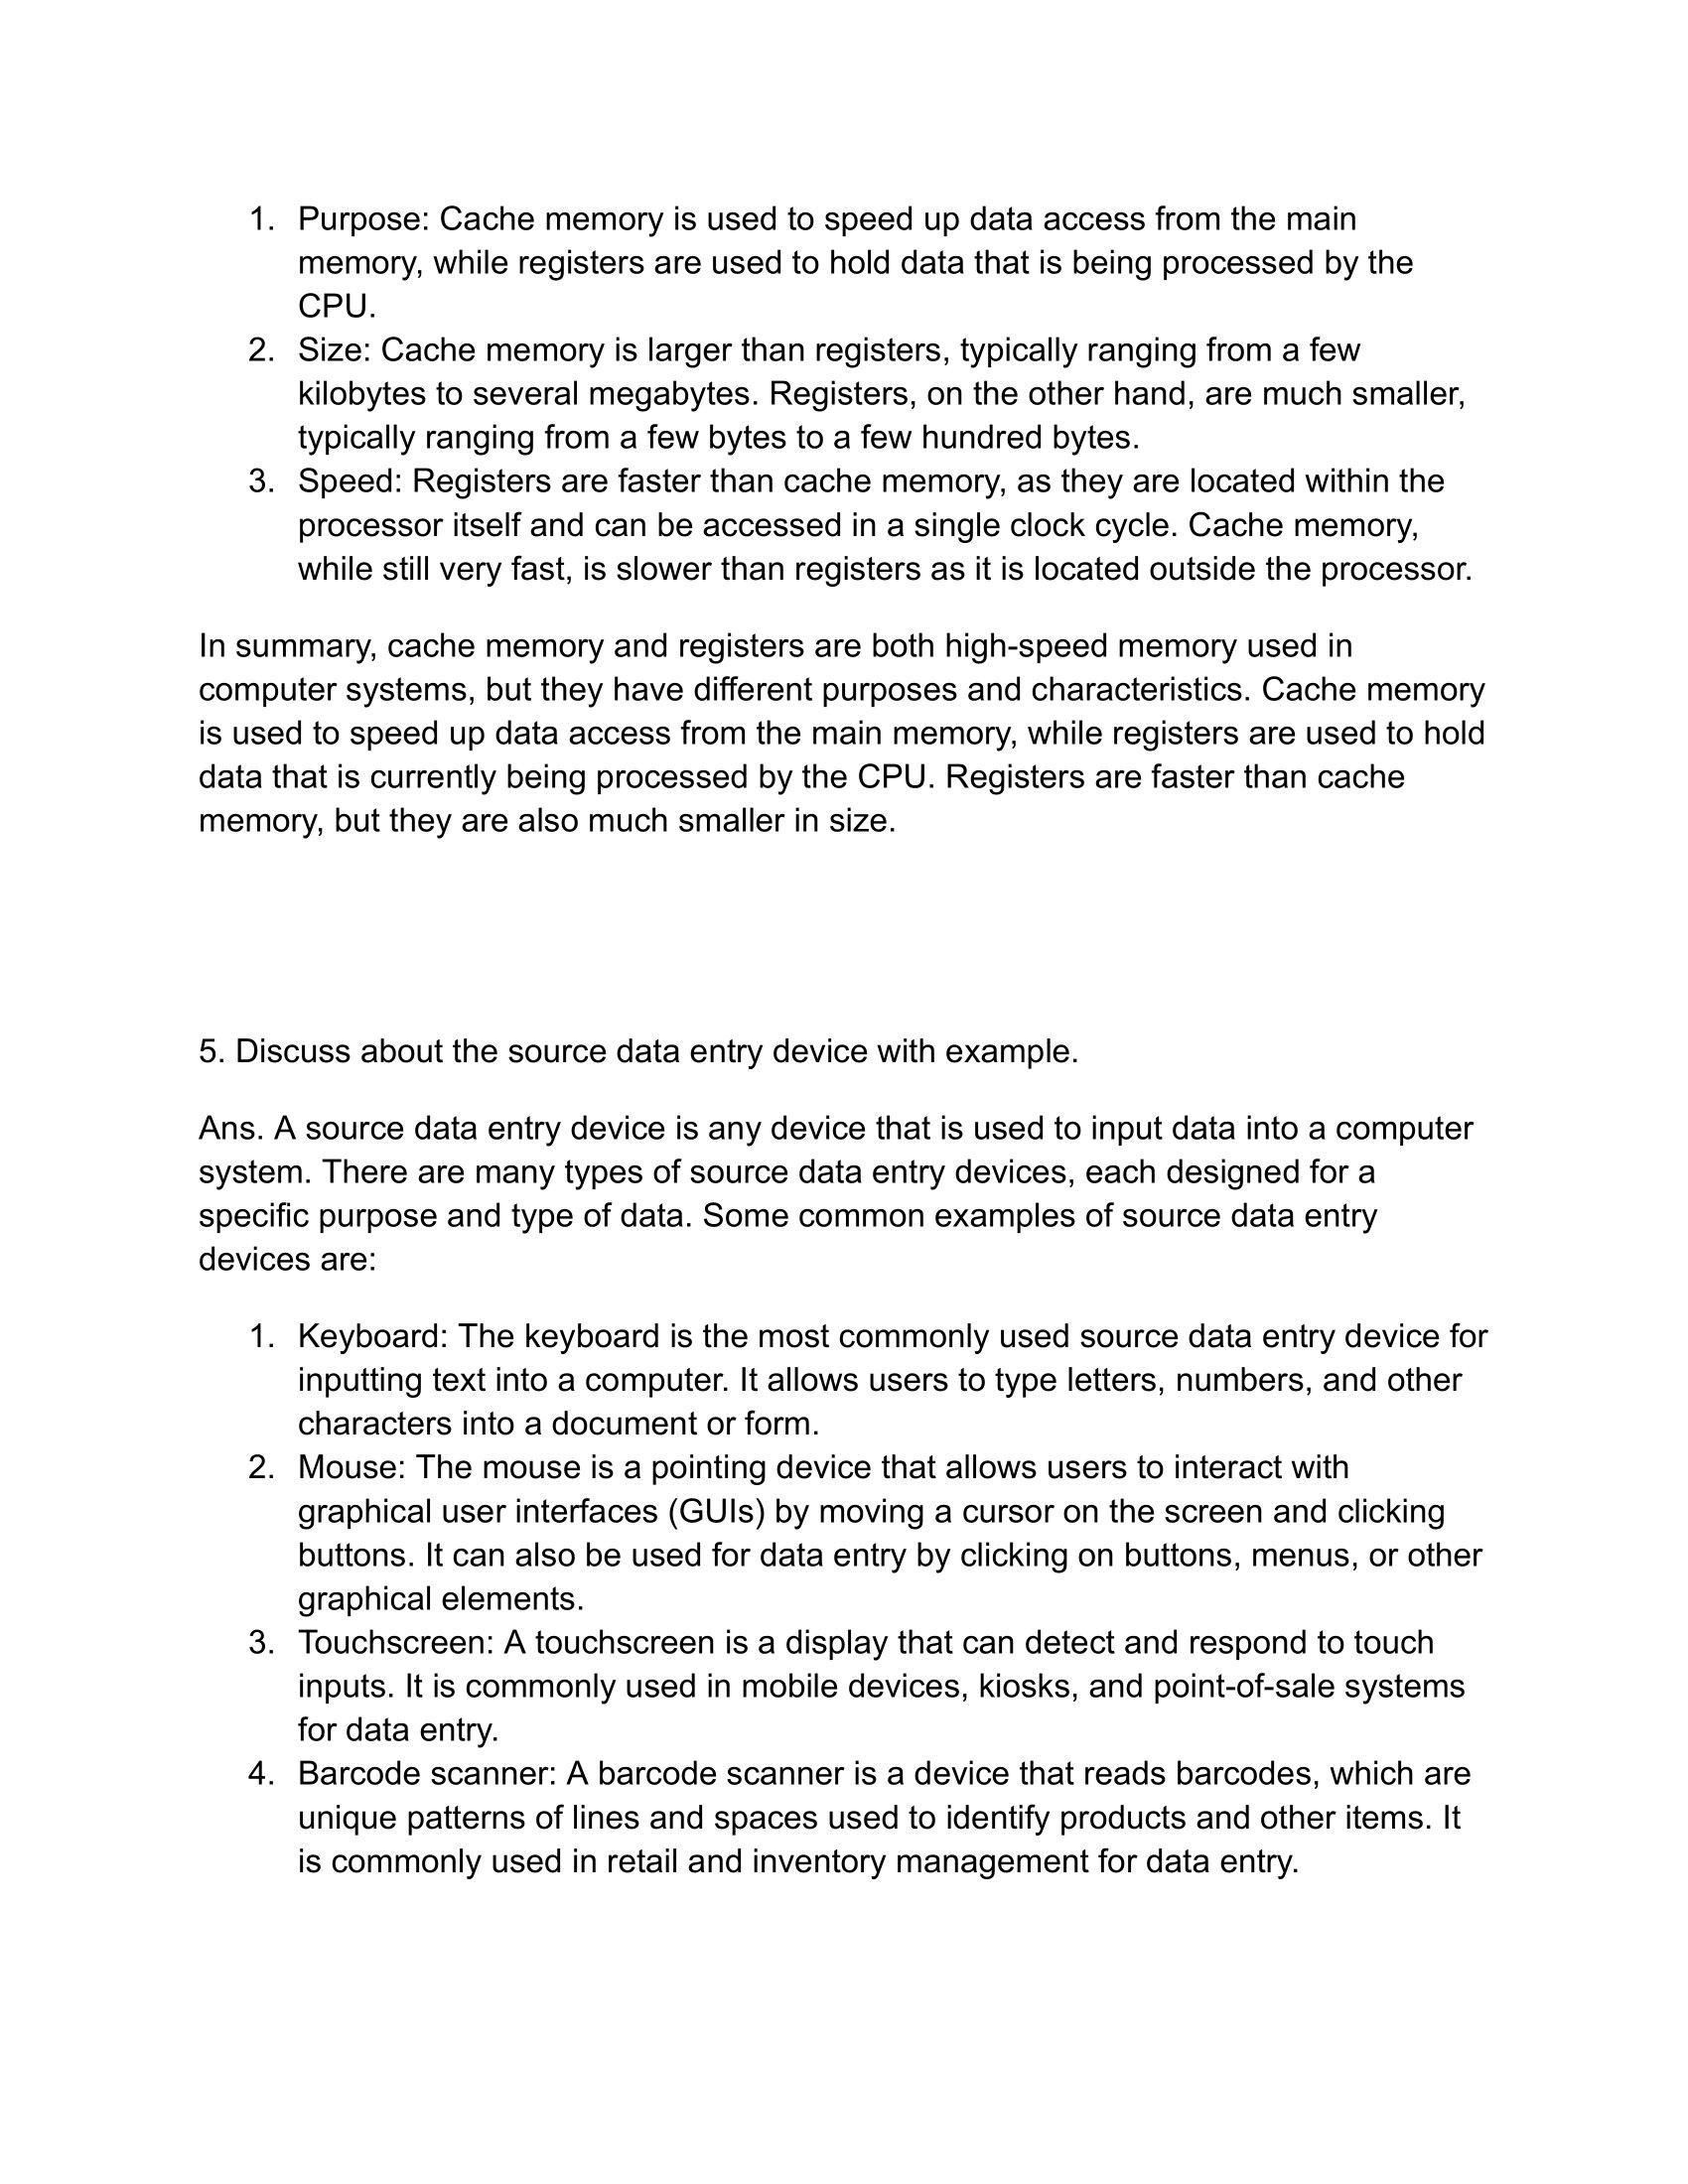 1. Purpose: Cache memory is used to speed up data access from the main
memory, while registers are used to hold data that is being processed by the
CPU.
2. Size: Cache memory is larger than registers, typically ranging from a few
kilobytes to several megabytes. Registers, on the other hand, are much smaller,
typically ranging from a few bytes to a few hundred bytes.
3. Speed: Registers are faster than cache memory, as they are located within the
processor itself and can be accessed in a single clock cycle. Cache memory,
while still very fast, is slower than registers as it is located outside the processor.
In summary, cache memory and registers are both high-speed memory used in
computer systems, but they have different purposes and characteristics. Cache memory
is used to speed up data access from the main memory, while registers are used to hold
data that is currently being processed by the CPU. Registers are faster than cache
memory, but they are also much smaller in size.
5. Discuss about the source data entry device with example.
Ans. A source data entry device is any device that is used to input data into a computer
system. There are many types of source data entry devices, each designed for a
specific purpose and type of data. Some common examples of source data entry
devices are:
1. Keyboard: The keyboard is the most commonly used source data entry device for
inputting text into a computer. It allows users to type letters, numbers, and other
characters into a document or form.
2. Mouse: The mouse is a pointing device that allows users to interact with
graphical user interfaces (GUIs) by moving a cursor on the screen and clicking
buttons. It can also be used for data entry by clicking on buttons, menus, or other
graphical elements.
3. Touchscreen: A touchscreen is a display that can detect and respond to touch
inputs. It is commonly used in mobile devices, kiosks, and point-of-sale systems
for data entry.
4. Barcode scanner: A barcode scanner is a device that reads barcodes, which are
unique patterns of lines and spaces used to identify products and other items. It
is commonly used in retail and inventory management for data entry.